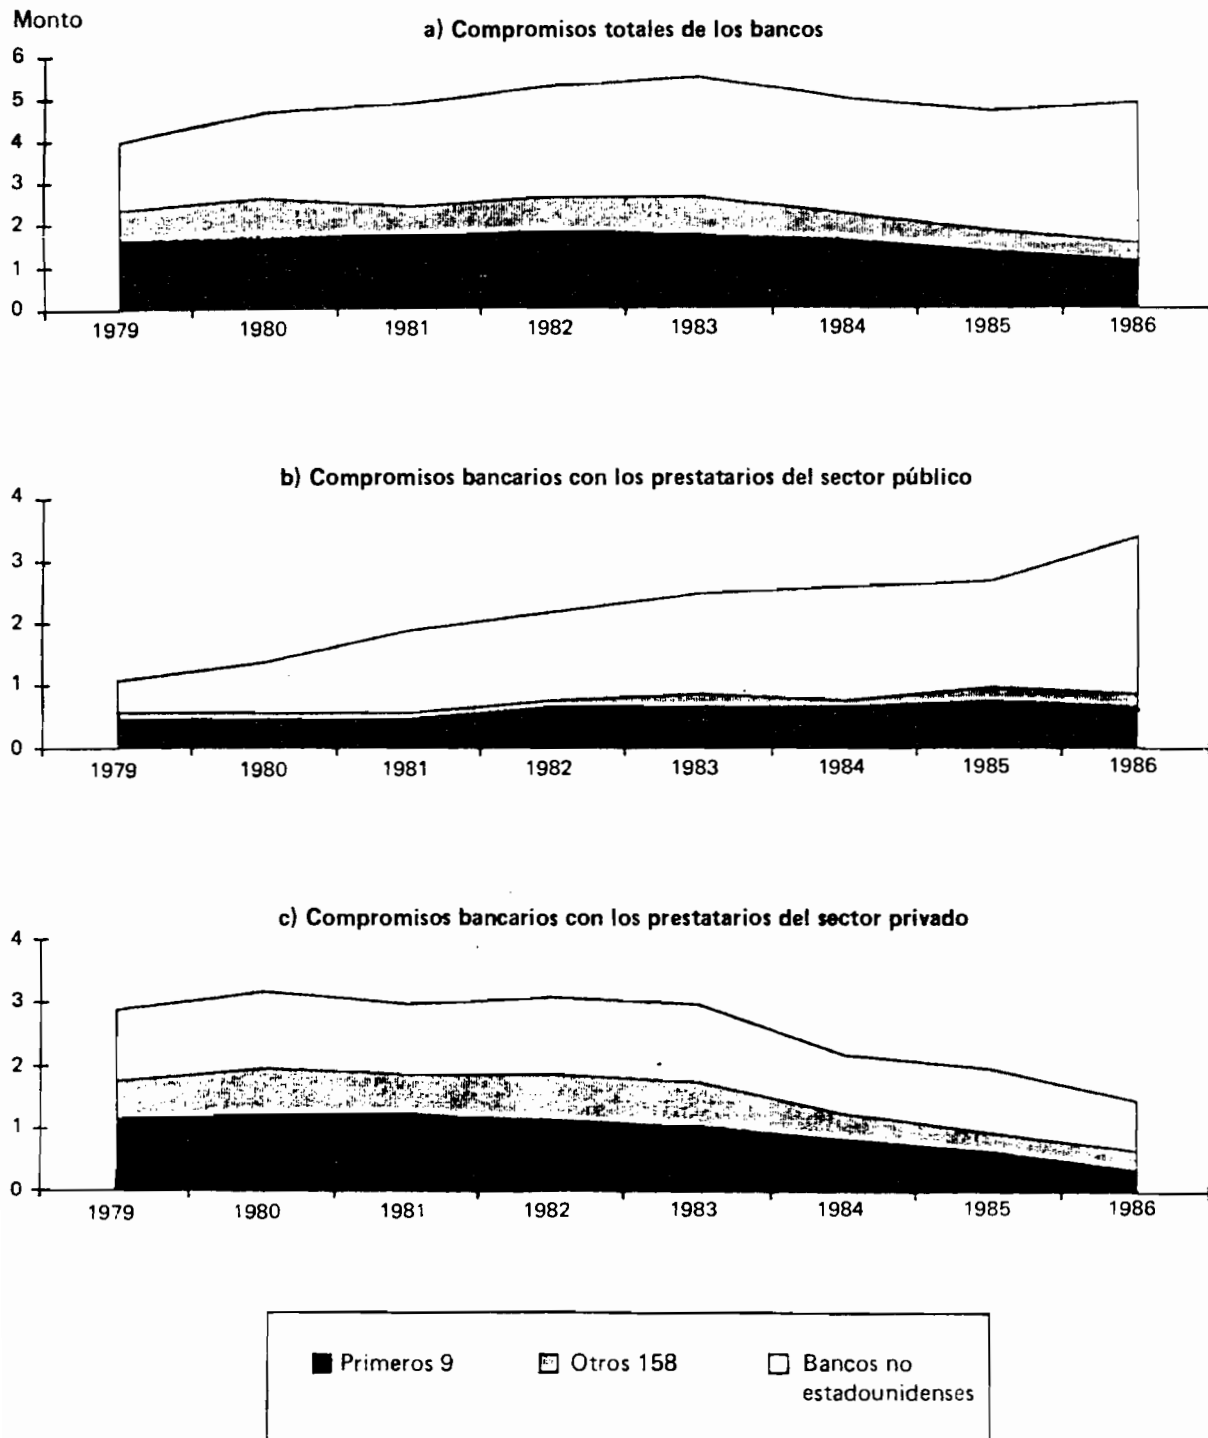 Monto
a) Compromisos totales de los bancos
6
5
4
3
2
1
0
1979 1980 1981 1982 1983 1984 1985 1986
b) Compromisos bancarios con los prestatarios del sector público
4
3
2
1
0
1979 1980 1981 1982 1983 1984 1985 1986
c) Compromisos bancarios con los prestatarios del sector privado
4
3
2
1
0
1979 1980 1981 1982 1983 1984 1985 1986
Primeros 9 Otros 158 Bancos no
estadounidenses